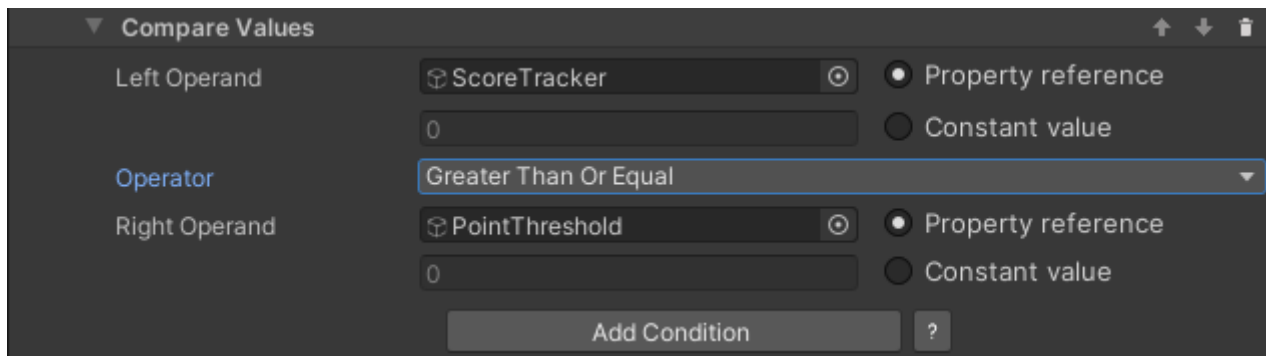 Compare Values
Left Operand ScoreTracker Property reference
0 Constant value
Operator Greater Than Or Equal
Right Operand PointThreshold Property reference
0 Constant value
Add Condition ?